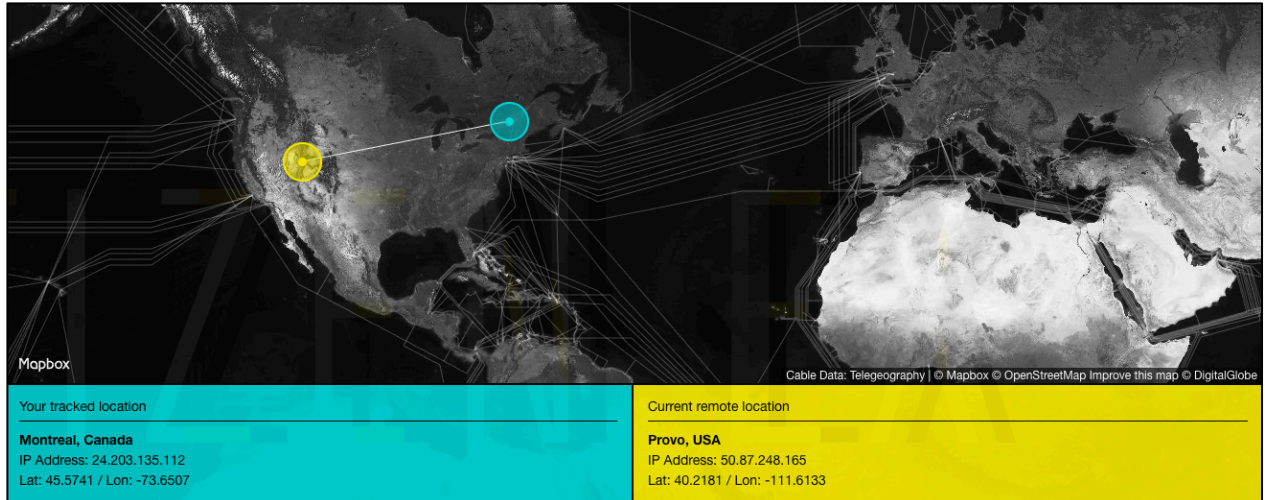 Mapbox
Cable Data: Telegeography | © Mapbox © OpenStreetMap Improve this map © DigitalGlobe
Your tracked location
Montreal, Canada
IP Address: 24.203.135.112
Lat: 45.5741 / Lon: -73.6507
Current remote location
Provo, USA
IP Address: 50.87.248.165
Lat: 40.2181 / Lon: -111.6133